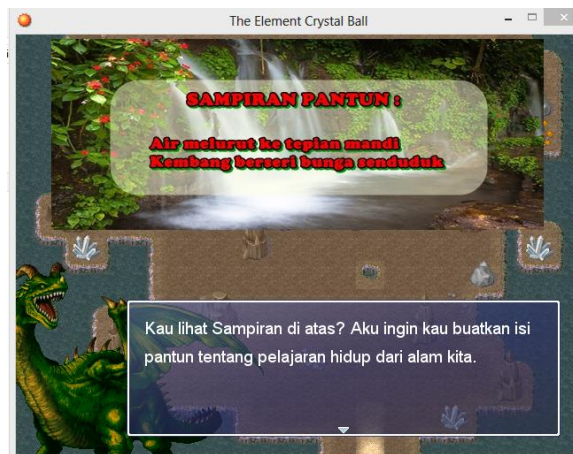 The Element Crystal Ball
SAMPIRAN PANTUN :
Air melurut ke tepian mandi
Kembang berseri bunga senduduk
Kau lihat Sampiran di atas? Aku ingin kau buatkan isi
pantun tentang pelajaran hidup dari alam kita.